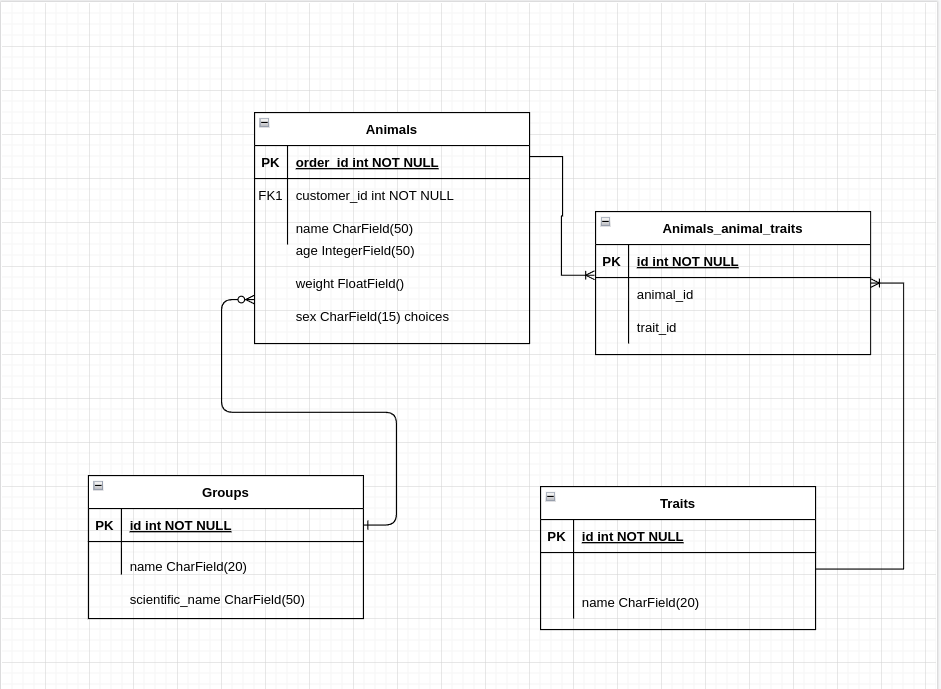 Animals
PK order_id int NOT NULL
FK1 customer_id int NOT NULL
name CharField(50)
age IntegerField(50)
weight FloatField()
sex CharField(15) choices
Animals_animal_traits
PK id int NOT NULL
animal_id
trait_id
Groups
PK id int NOT NULL
name CharField(20)
scientific_name CharField(50)
Traits
PK id int NOT NULL
name CharField(20)